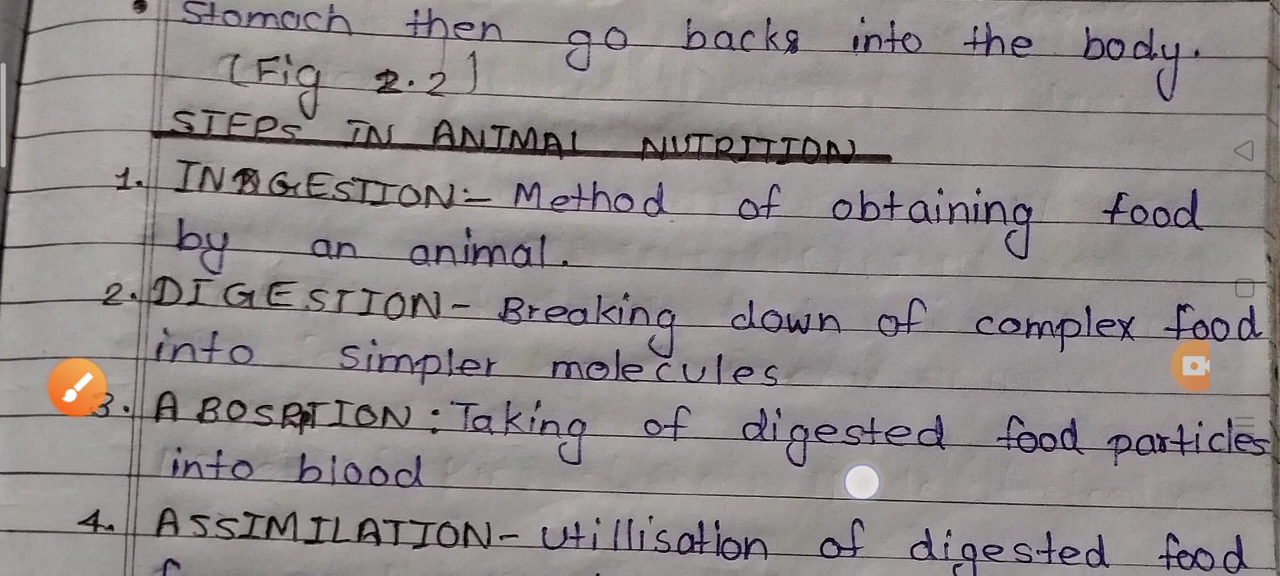 Stomach then go backs into the body.
[Fig 2.2]
STEPS IN ANIMAL NUTRITION
1. INGESTION:- Method of obtaining food
by an animal.
2. DIGESTION- Breaking down of complex food
into simpler molecules
3. ABOSRPTION: Taking of digested food particles
into blood
4. ASSIMILATION- Utillisation of digested food